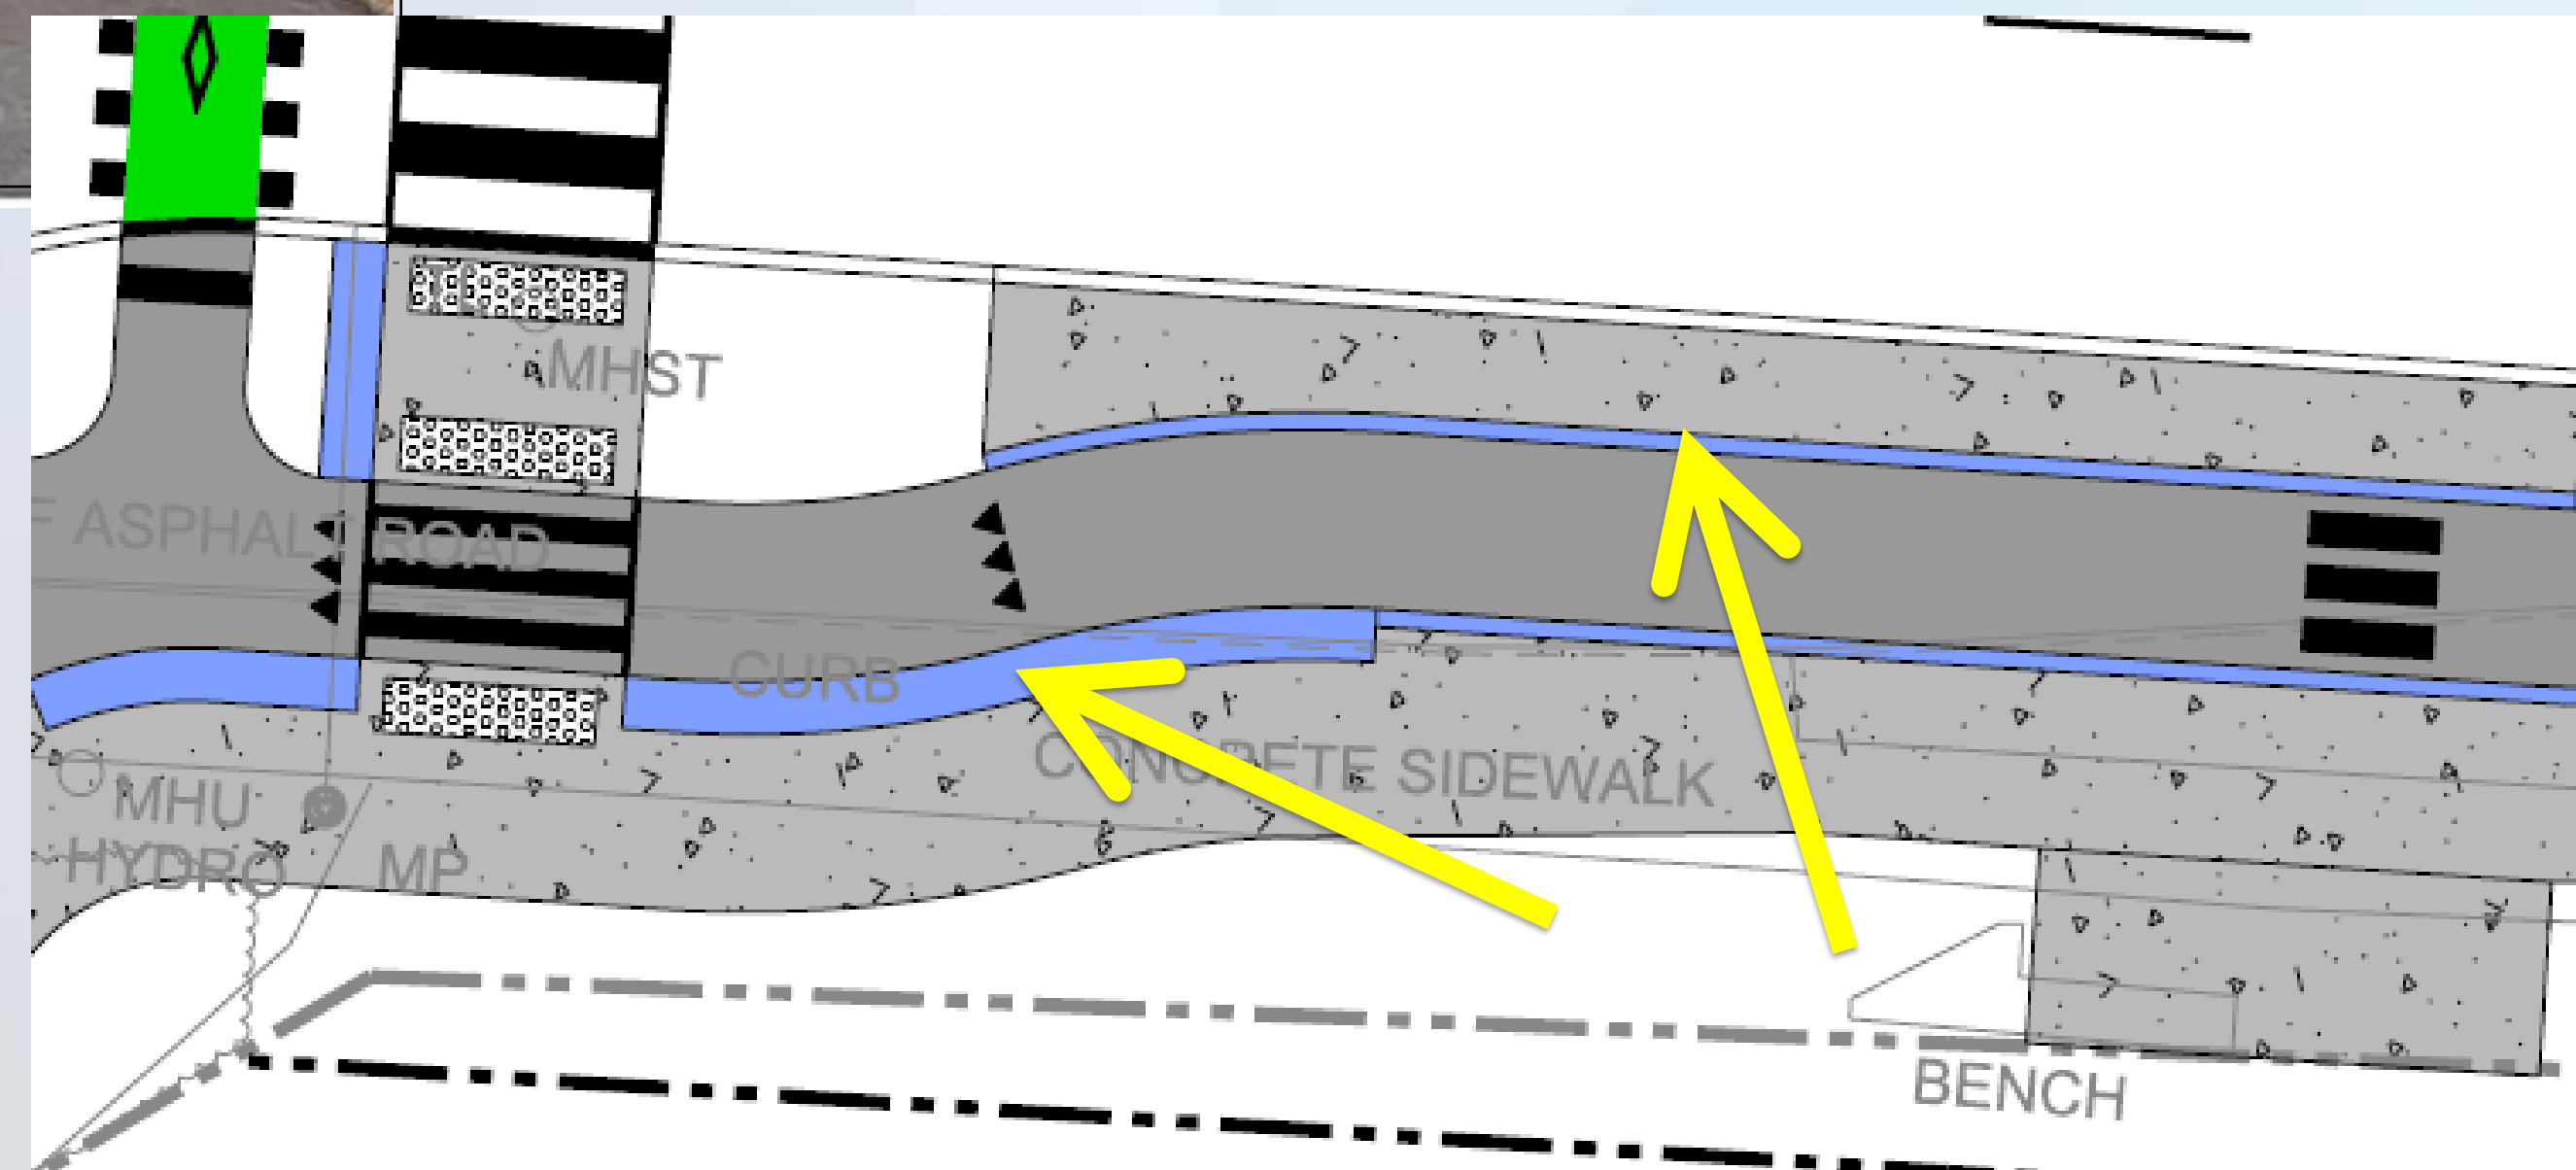 MHST
F ASPHALT ROAD
CURB
CONCRETE SIDEWALK
MHU
HYDRO
MP
BENCH